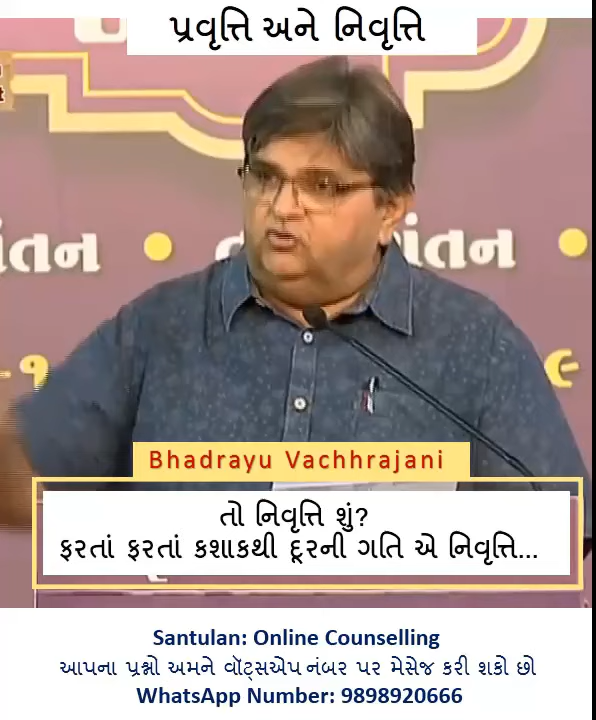 પ્રવૃત્તિ અને નિવૃત્તિ
Bhadrayu Vachhrajani
તો નિવૃત્તિ શું?
ફરતાં ફરતાં કશાકથી દૂરની ગતિ એ નિવૃત્તિ...
Santulan: Online Counselling
આપના પ્રશ્નો અમને વૉટ્સએપ નંબર પર મેસેજ કરી શકો છો
WhatsApp Number: 9898920666